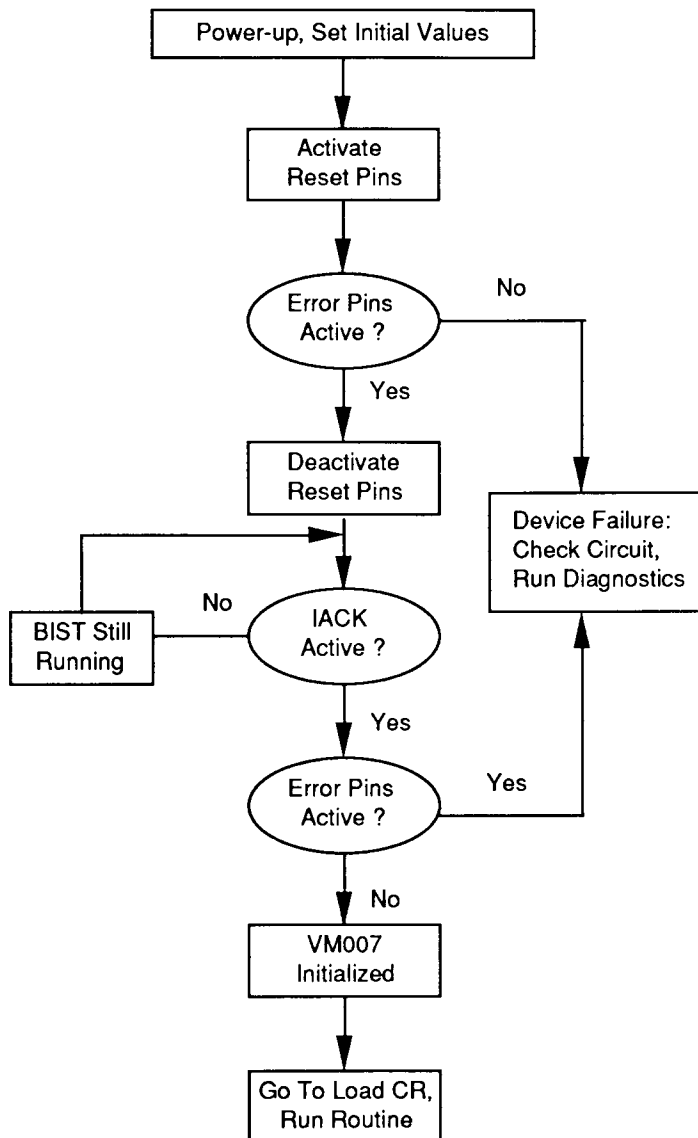 Power-up, Set Initial Values
Activate
Reset Pins
Error Pins
Active ?
No
Yes
Deactivate
Reset Pins
Device Failure:
Check Circuit,
Run Diagnostics
No
BIST Still
Running
IACK
Active ?
Yes
Error Pins
Active ?
Yes
No
VM007
Initialized
Go To Load CR,
Run Routine